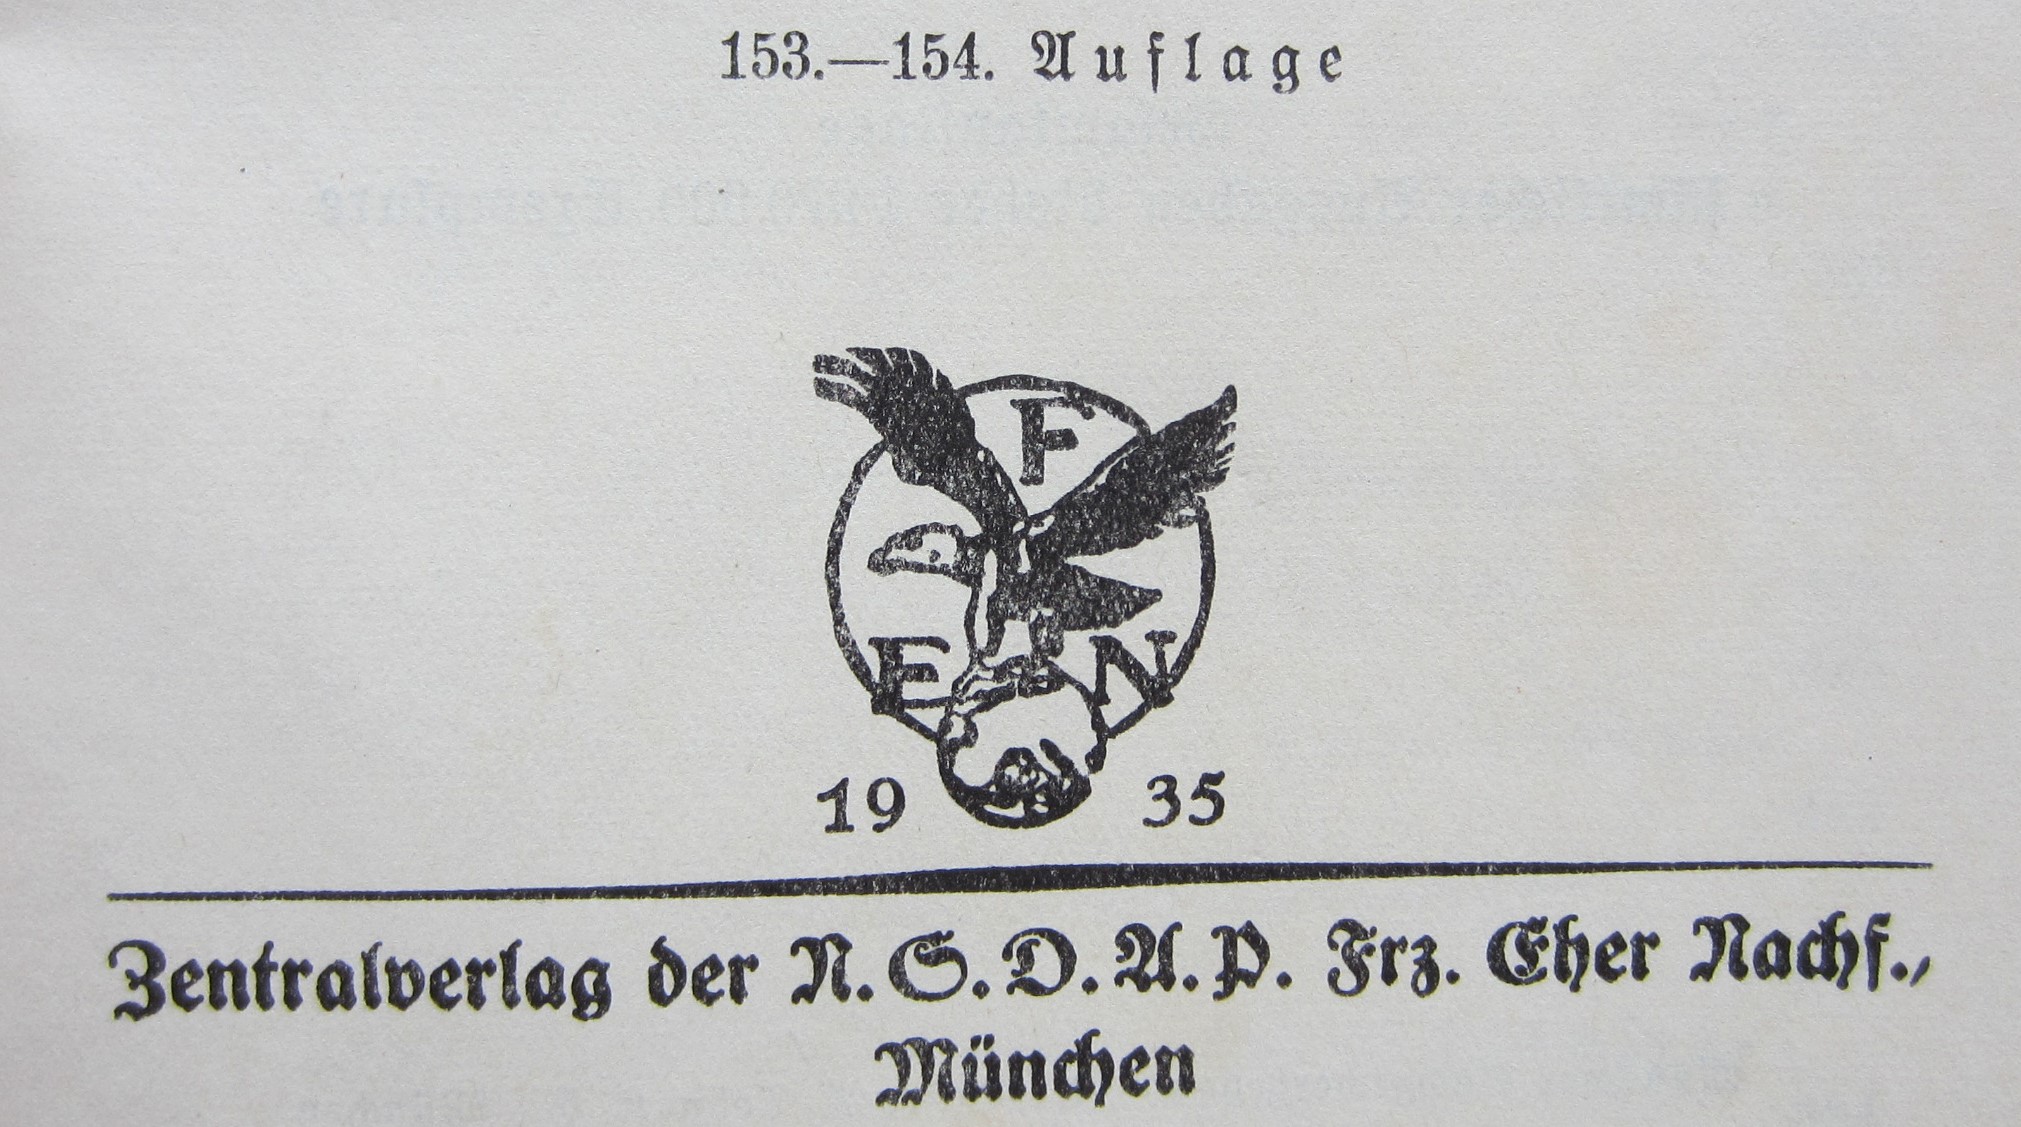 153.—154. Auflage
F
E N
19 35
Zentralverlag der N.S.D.A.P. Frz. Eher Nachf.,
München